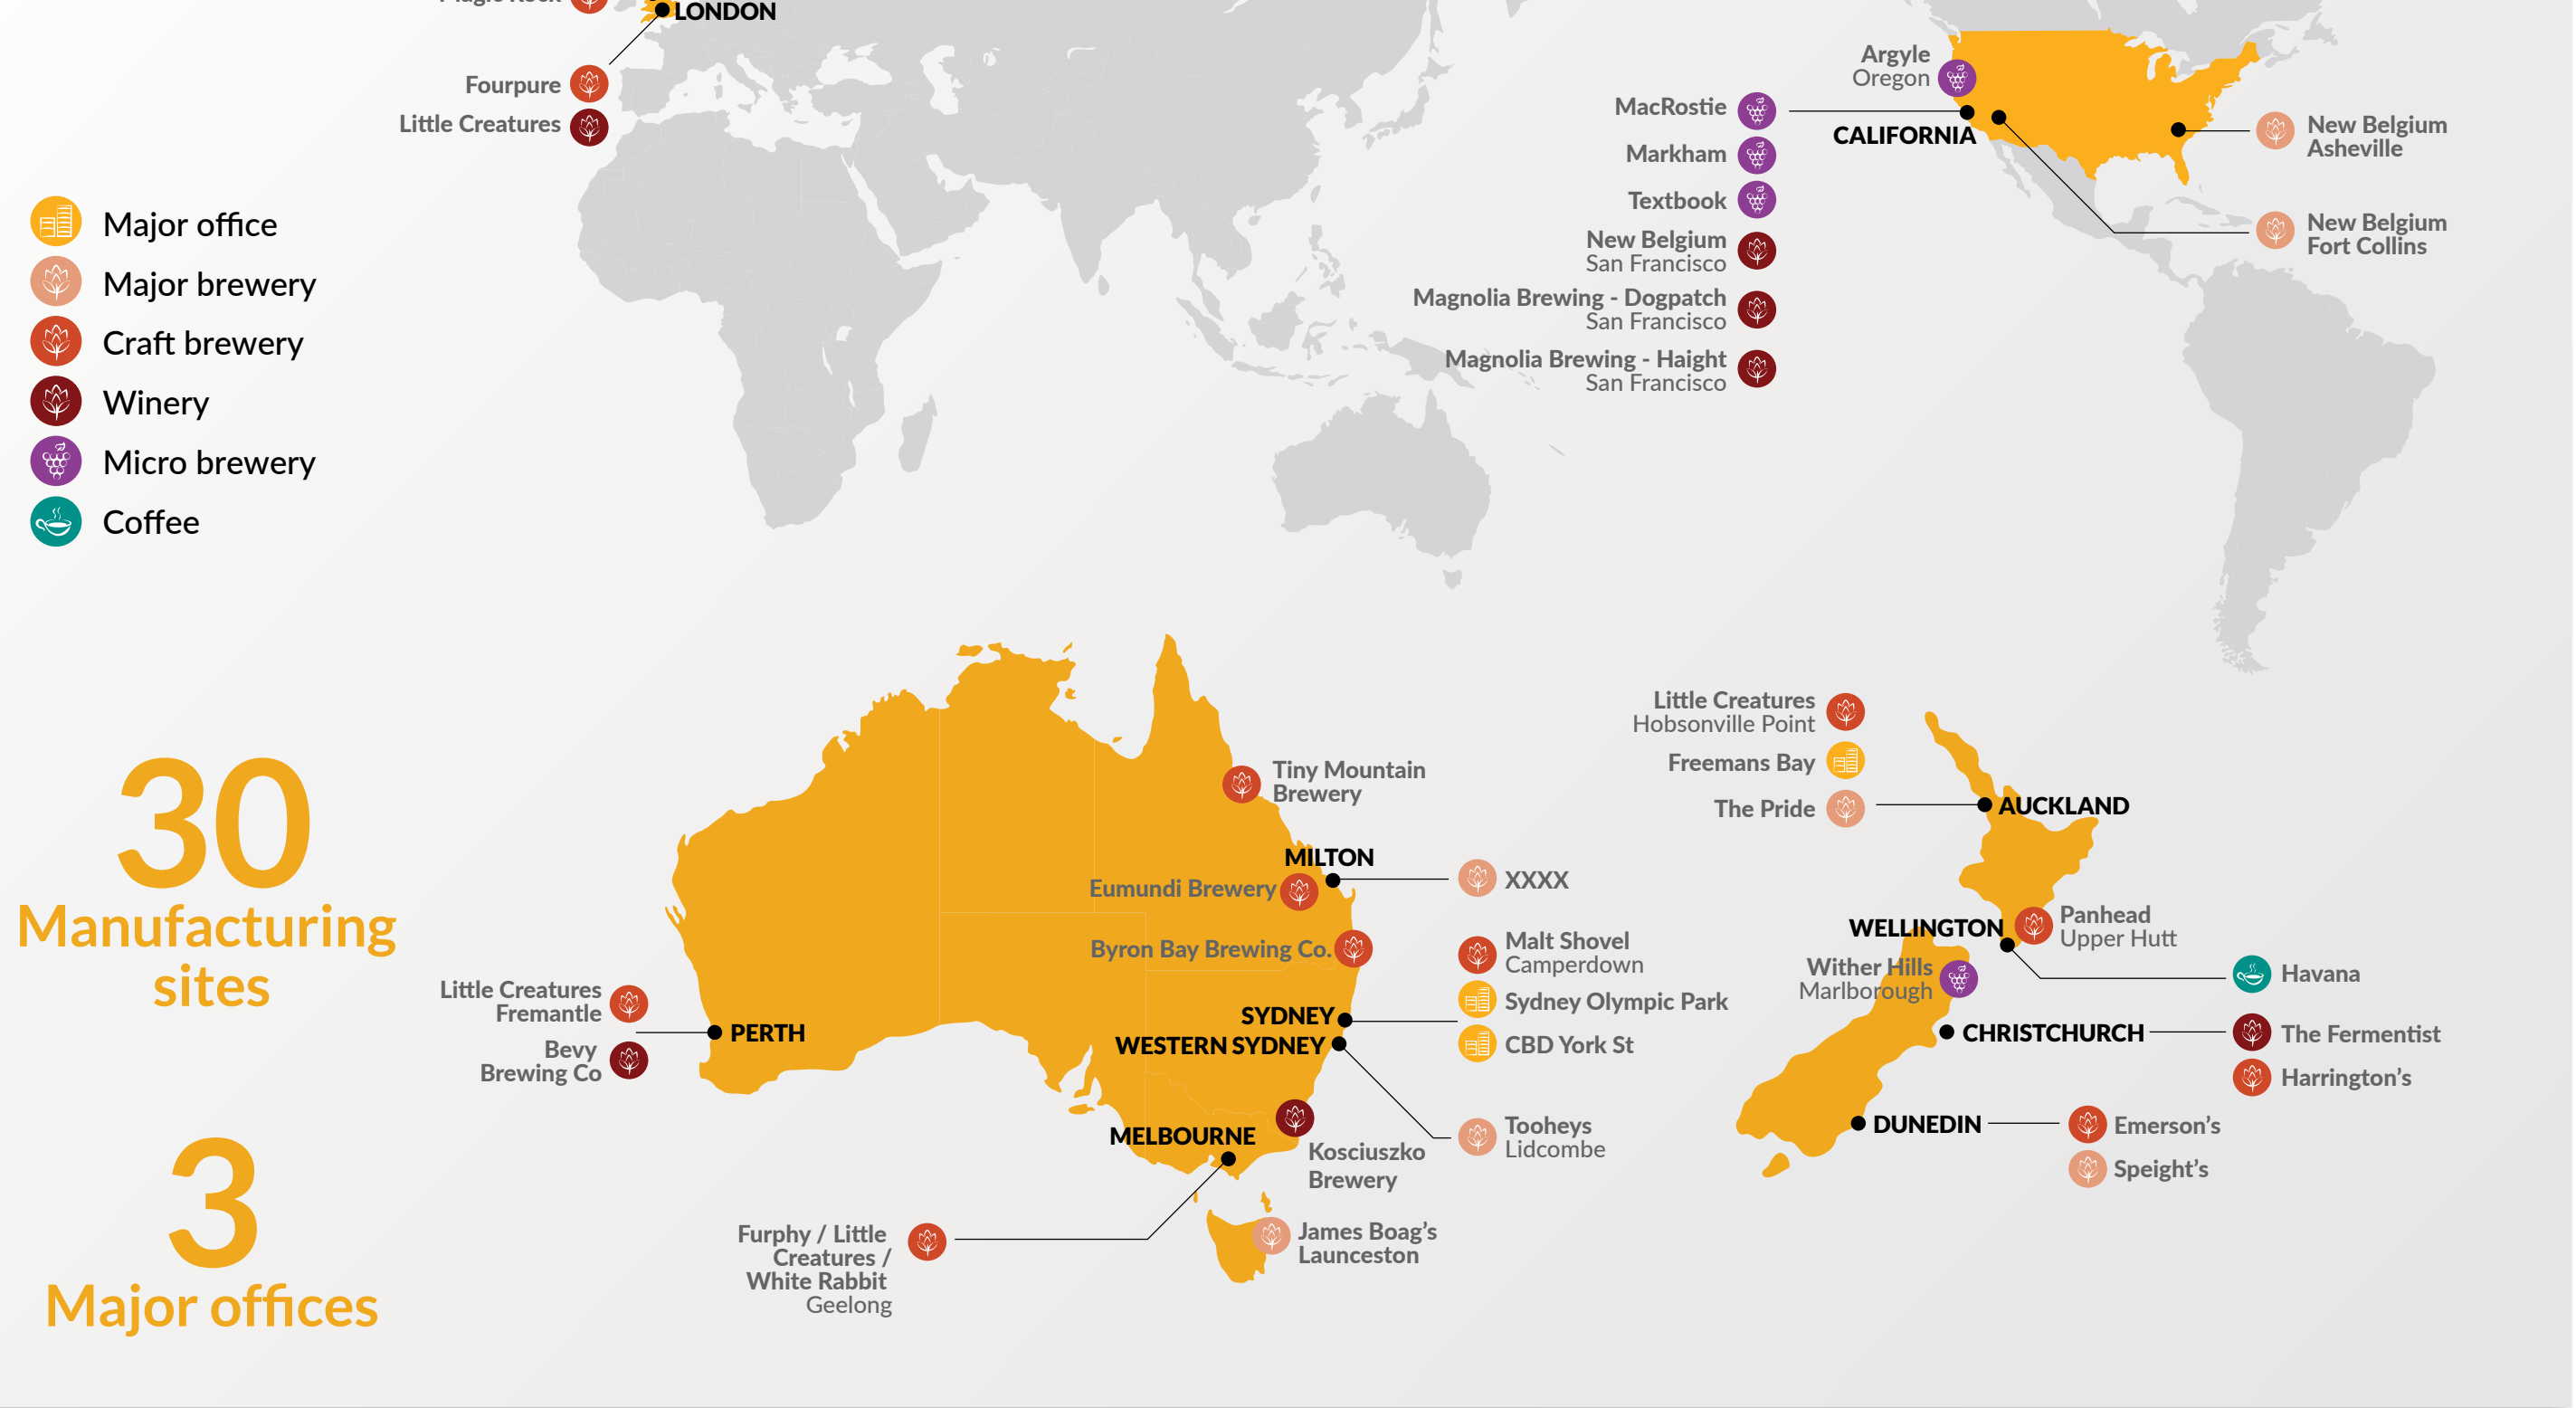 LONDON
Fourpure
Little Creatures
Major office
Major brewery
Craft brewery
Winery
Micro brewery
Coffee
Argyle
Oregon
MacRostie
CALIFORNIA
Markham
Textbook
New Belgium
San Francisco
Magnolia Brewing - Dogpatch
San Francisco
Magnolia Brewing - Haight
San Francisco
New Belgium
Asheville
New Belgium
Fort Collins
30
Manufacturing
sites
3
Major offices
Little Creatures
Fremantle
PERTH
Bevy
Brewing Co
Tiny Mountain
Brewery
MILTON
XXXX
Eumundi Brewery
Byron Bay Brewing Co.
Malt Shovel
Camperdown
Sydney Olympic Park
SYDNEY
WESTERN SYDNEY
CBD York St
Tooheys
Lidcombe
MELBOURNE
Kosciuszko
Brewery
Furphy / Little
Creatures /
White Rabbit
Geelong
James Boag’s
Launceston
Little Creatures
Hobsonville Point
Freemans Bay
The Pride
AUCKLAND
WELLINGTON
Panhead
Upper Hutt
Wither Hills
Marlborough
Havana
CHRISTCHURCH
The Fermentist
Harrington’s
DUNEDIN
Emerson’s
Speight’s